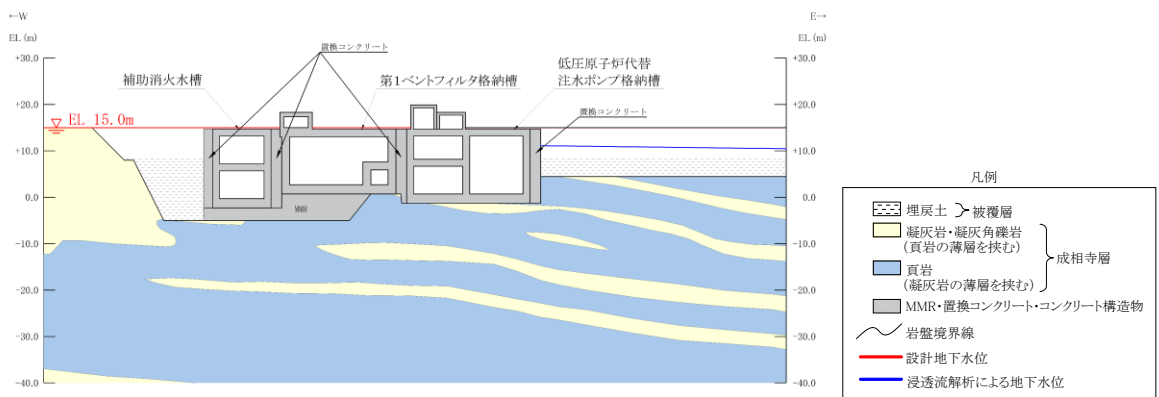 ←W
E→
EL (m)
EL (m)
+30.0
+30.0
+20.0
+20.0
+10.0
+10.0
0.0
0.0
-10.0
-10.0
-20.0
-20.0
-30.0
-30.0
-40.0
-40.0
置換コンクリート
補助消火水槽
第1ベントフィルタ格納槽
低圧原子炉代替
注水ポンプ格納槽
置換コンクリート
EL 15.0m
MMR
凡例
埋戻土
被覆層
凝灰岩・凝灰角礫岩
(頁岩の薄層を挟む)
成相寺層
頁岩
(凝灰岩の薄層を挟む)
MMR・置換コンクリート・コンクリート構造物
岩盤境界線
設計地下水位
浸透流解析による地下水位